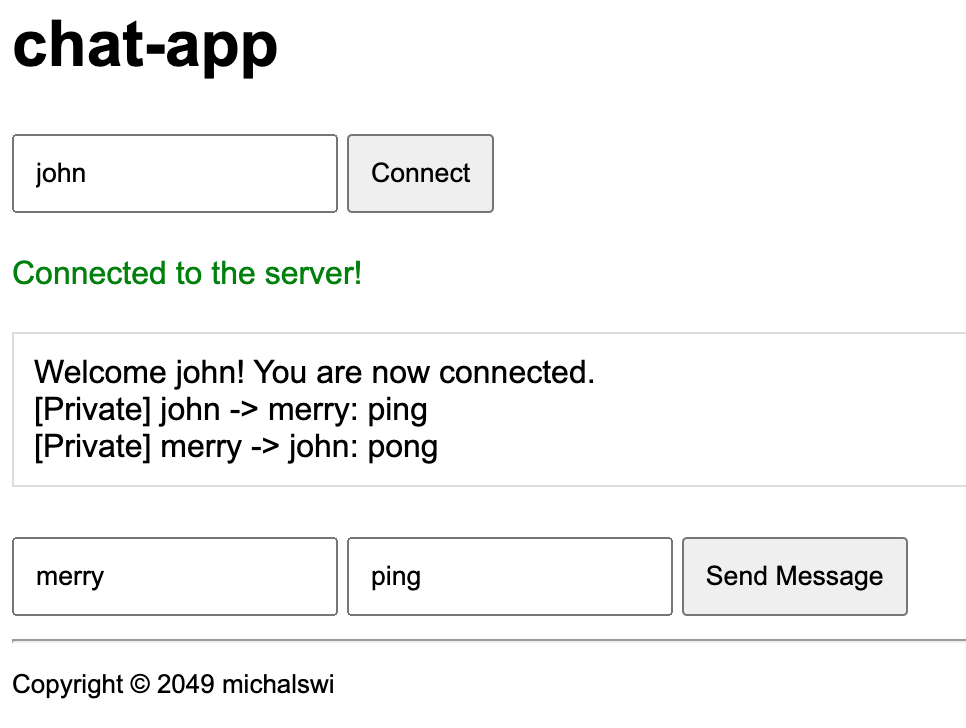 chat-app
john Connect
Connected to the server!
Welcome john! You are now connected.
[Private] john -> merry: ping
[Private] merry -> john: pong
merry ping Send Message
Copyright © 2049 michalswi